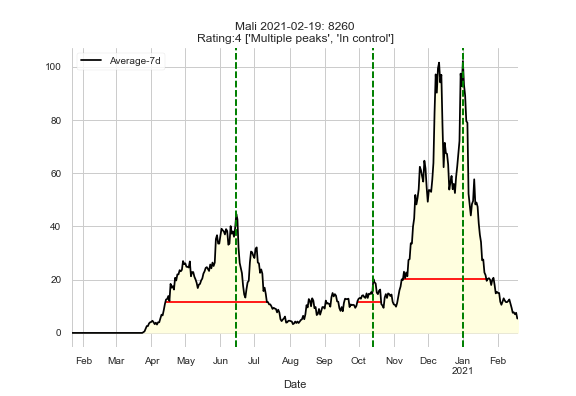 Mali 2021-02-19: 8260
Rating:4 ['Multiple peaks', 'In control']
Average-7d
100
80
60
40
20
0
Feb Mar Apr May Jun Jul Aug Sep Oct Nov Dec Jan Feb
2021
Date